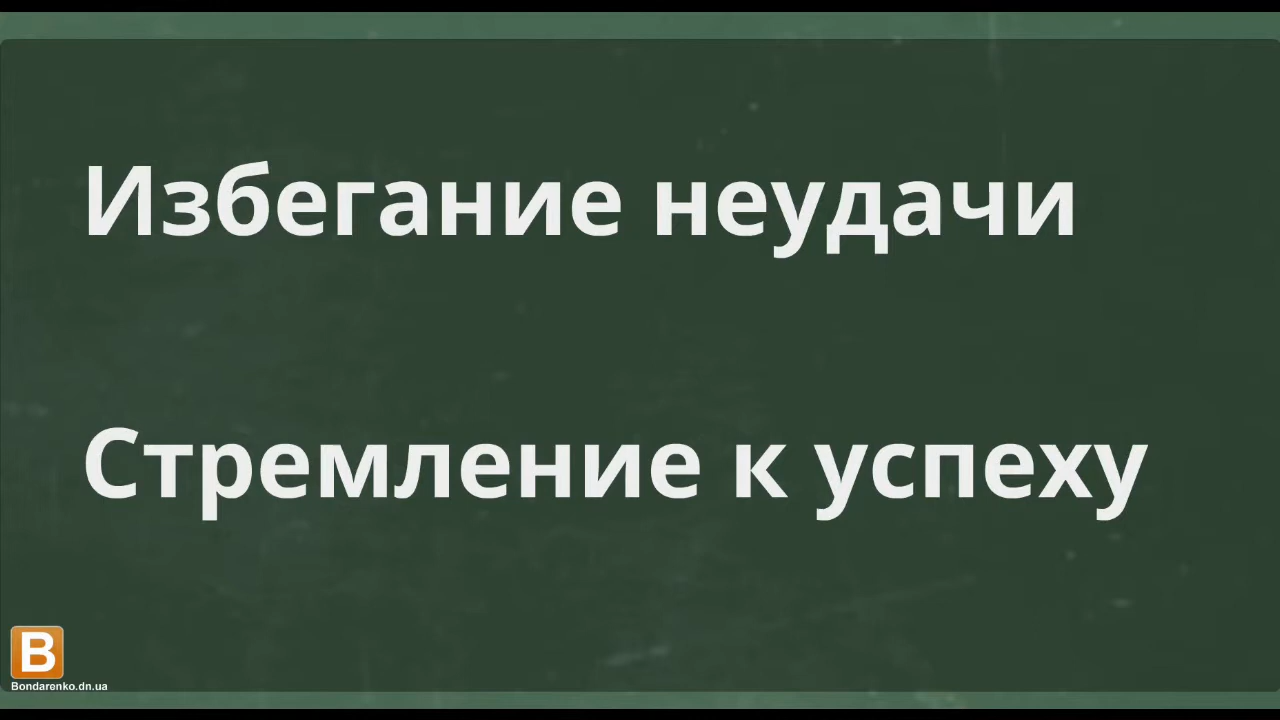 Избегание неудачи
Стремление к успеху
B
Bondarenko.dn.ua